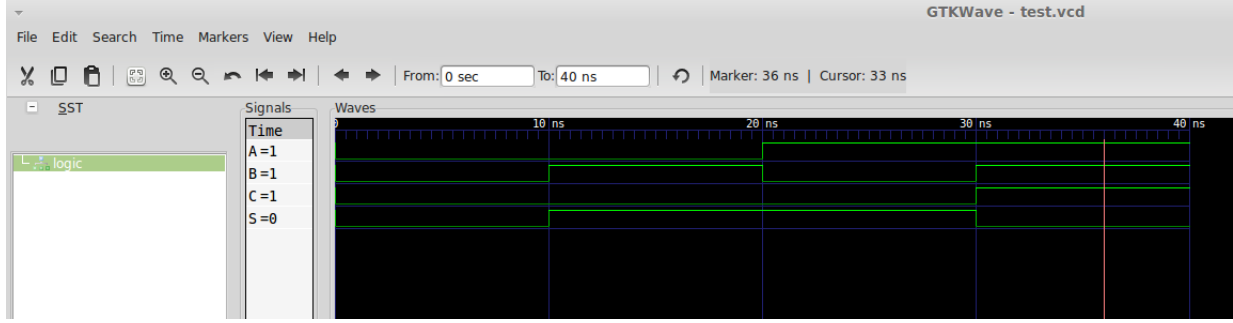 GTKWave - test.vcd
File Edit Search Time Markers View Help
From: 0 sec To: 40 ns Marker: 36 ns | Cursor: 33 ns
SST
Signals
Waves
Time
0 10 ns 20 ns 30 ns 40 ns
A=1
logic
B=1
C=1
S=0